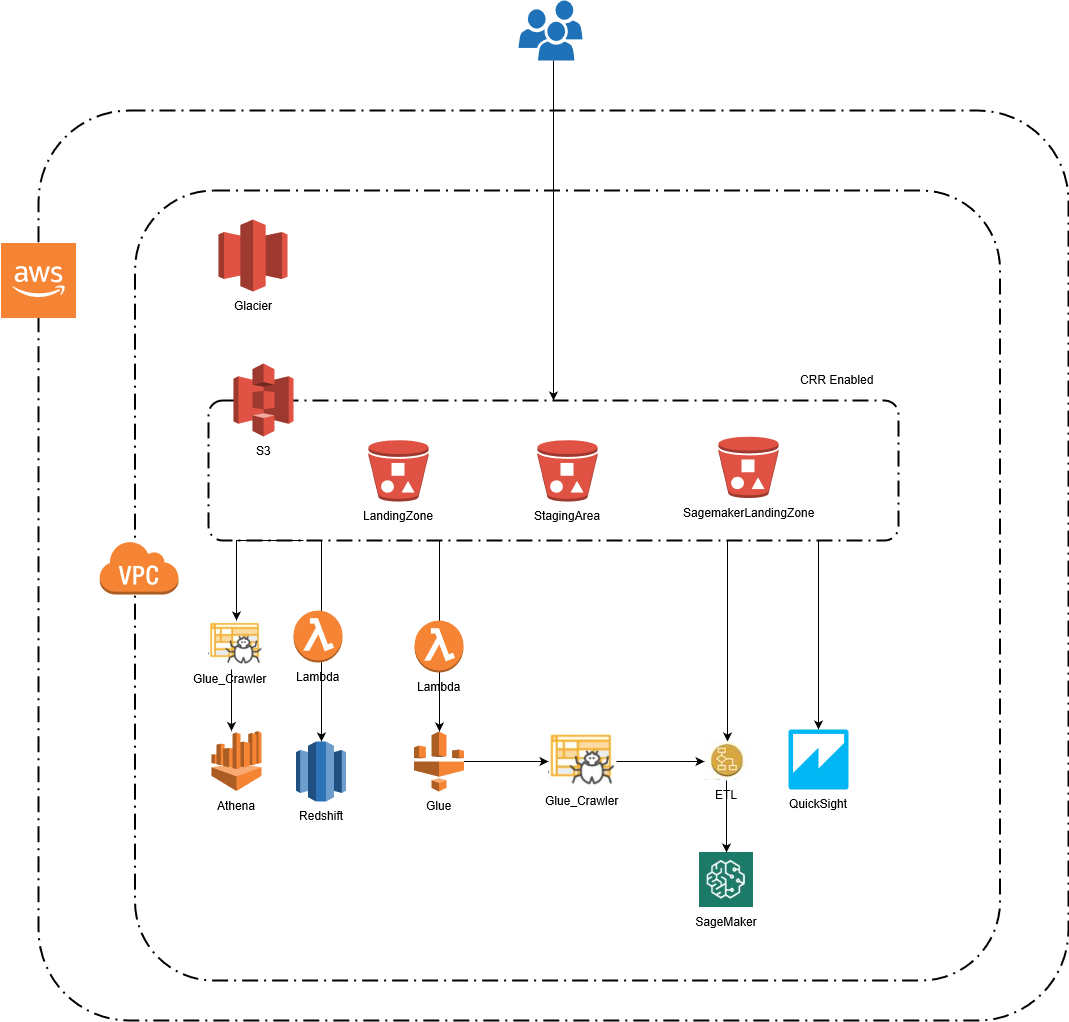 aws
Glacier
CRR Enabled
S3
LandingZone
StagingArea
SagemakerLandingZone
VPC
Glue_Crawler
Lambda
Lambda
Athena
Redshift
Glue
Glue_Crawler
ETL
QuickSight
SageMaker